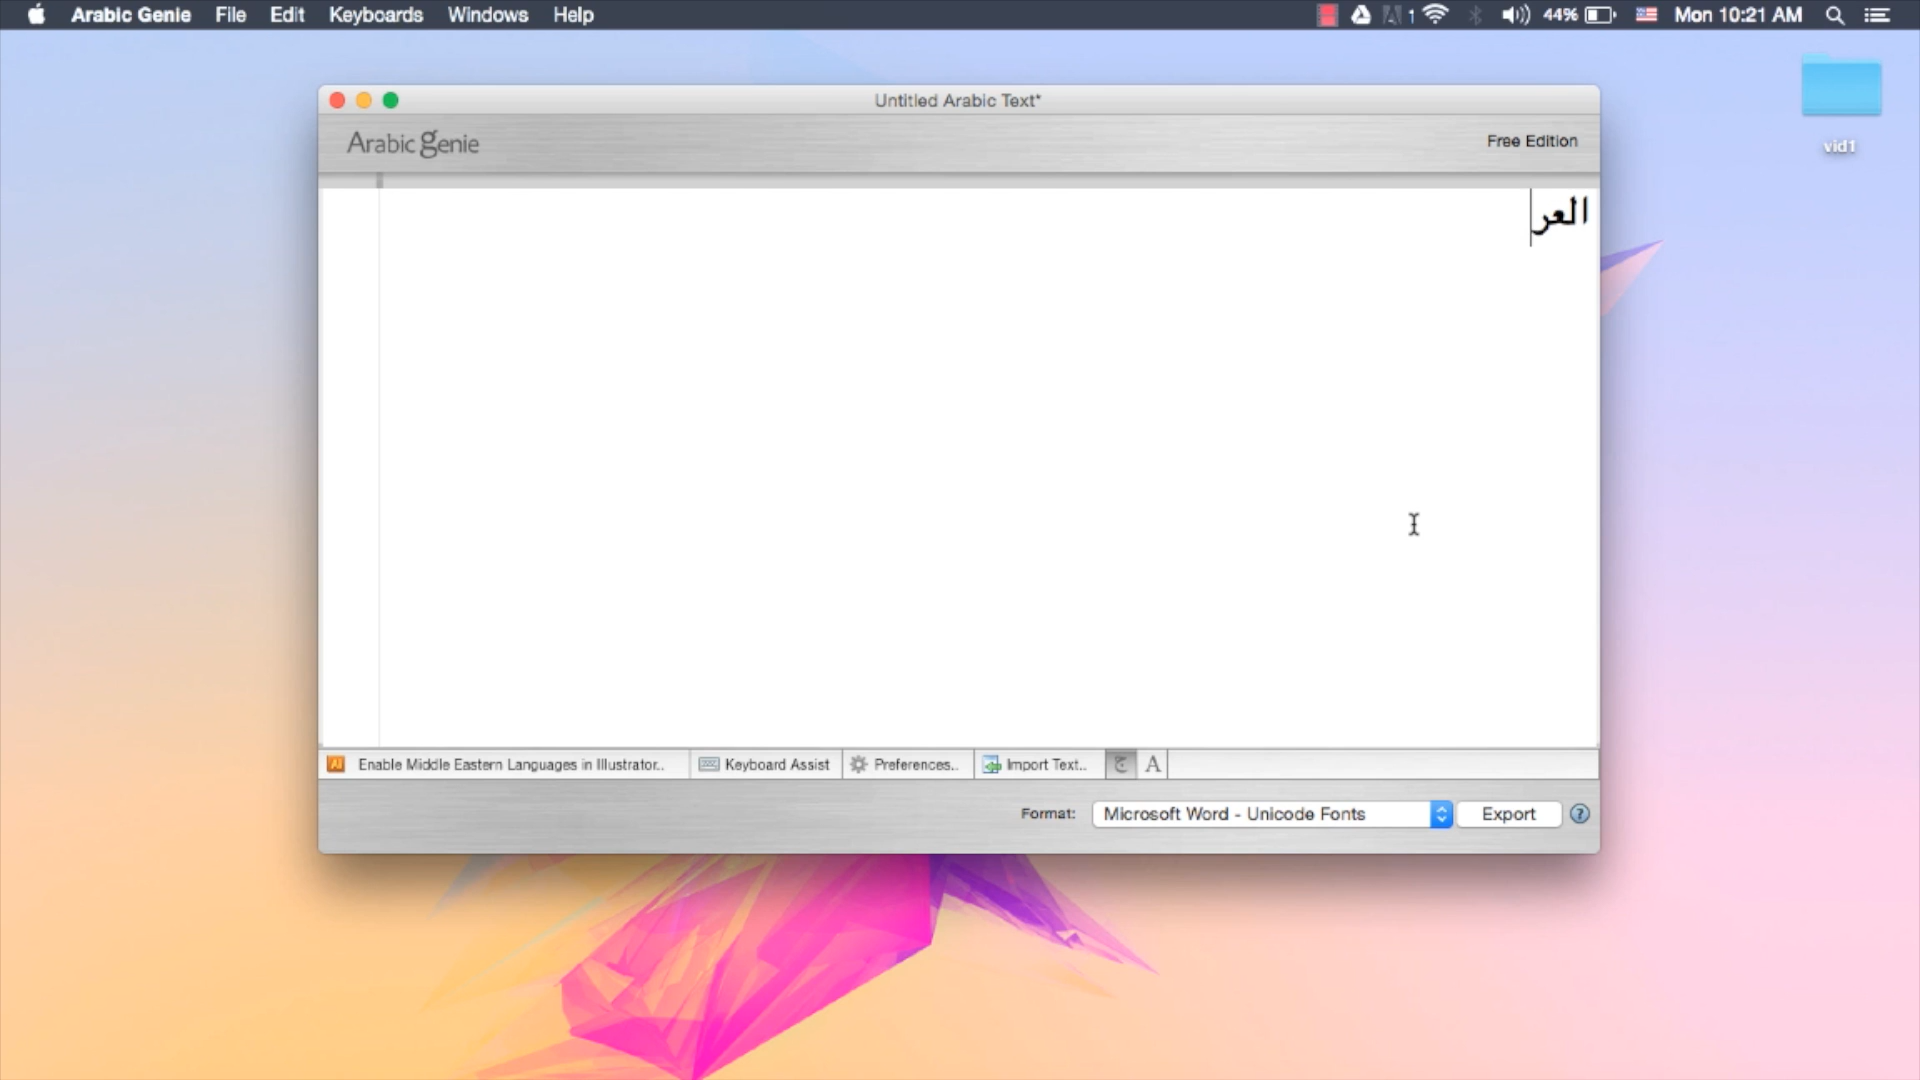 Arabic Genie File Edit Keyboards Windows Help 1 44% Mon 10:21 AM
vid1
Untitled Arabic Text*
Arabic Genie Free Edition
العر
Enable Middle Eastern Languages in Illustrator.. Keyboard Assist Preferences.. Import Text.. ج A
Format: Microsoft Word - Unicode Fonts Export ?